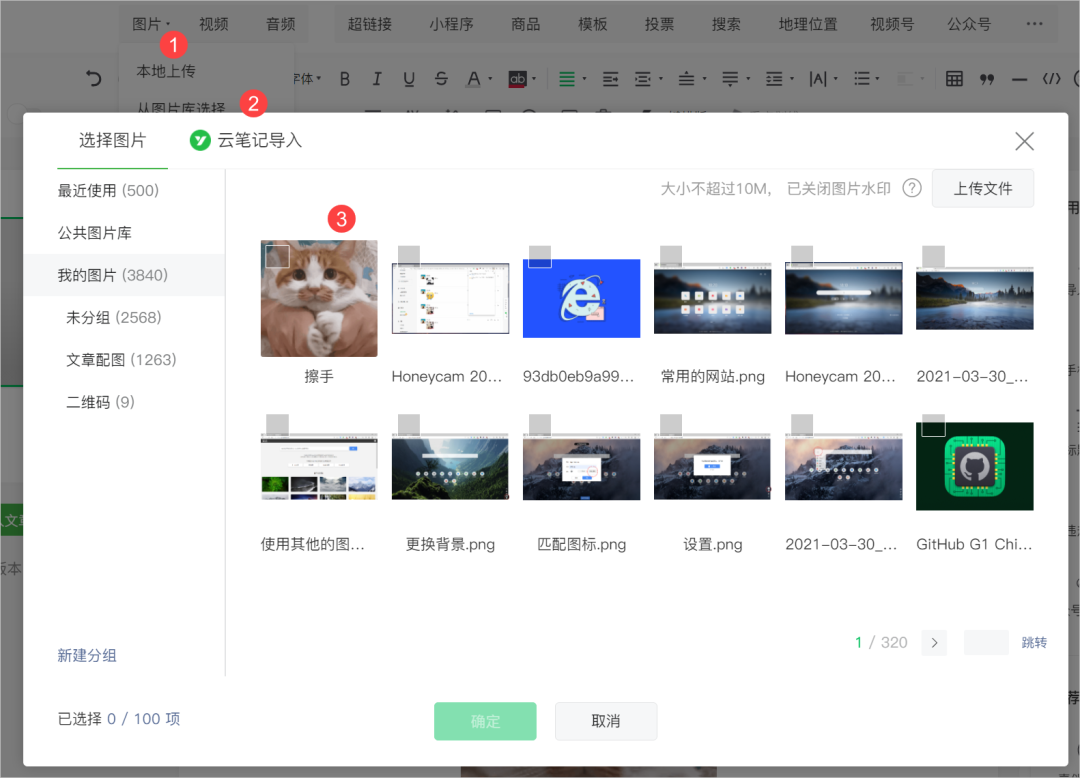 图片 视频 音频 超链接 小程序 商品 模板 投票 搜索 地理位置 视频号 公众号 ···
1
本地上传
字体 B I U S A ab |A|
从图片库选择
2
选择图片 云笔记导入
最近使用 (500)
大小不超过10M， 已关闭图片水印 ? 上传文件
公共图片库
3
我的图片 (3840)
未分组 (2568)
文章配图 (1263)
二维码 (9)
擦手 Honeycam 20... 93db0eb9a99... 常用的网站.png Honeycam 20... 2021-03-30_...
使用其他的图... 更换背景.png 匹配图标.png 设置.png 2021-03-30_... GitHub G1 Chi...
版本
1 / 320 > 跳转
新建分组
已选择 0 / 100 项
确定 取消